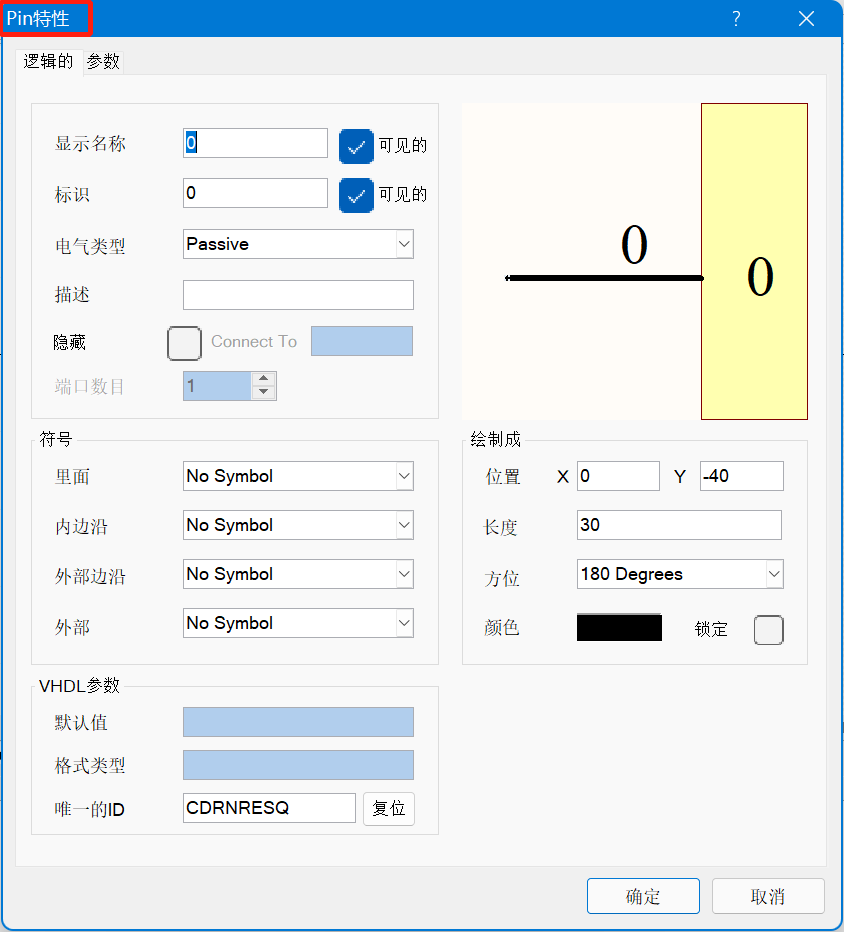 Pin特性 ?
逻辑的 参数
显示名称 0 可见的
标识 0 可见的
电气类型 Passive
描述
隐藏 Connect To
端口数目 1
0
0
符号
里面 No Symbol
内边沿 No Symbol
外部边沿 No Symbol
外部 No Symbol
绘制成
位置 X 0 Y -40
长度 30
方位 180 Degrees
颜色 锁定
VHDL参数
默认值
格式类型
唯一的ID CDRNRESQ 复位
确定 取消